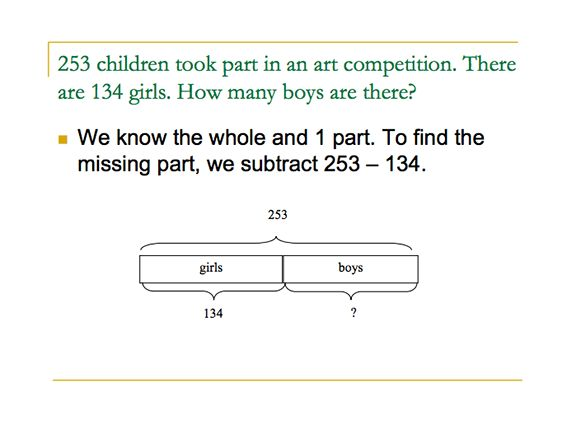 253 children took part in an art competition. There
are 134 girls. How many boys are there?
We know the whole and 1 part. To find the
missing part, we subtract 253 – 134.
253
girls boys
134 ?